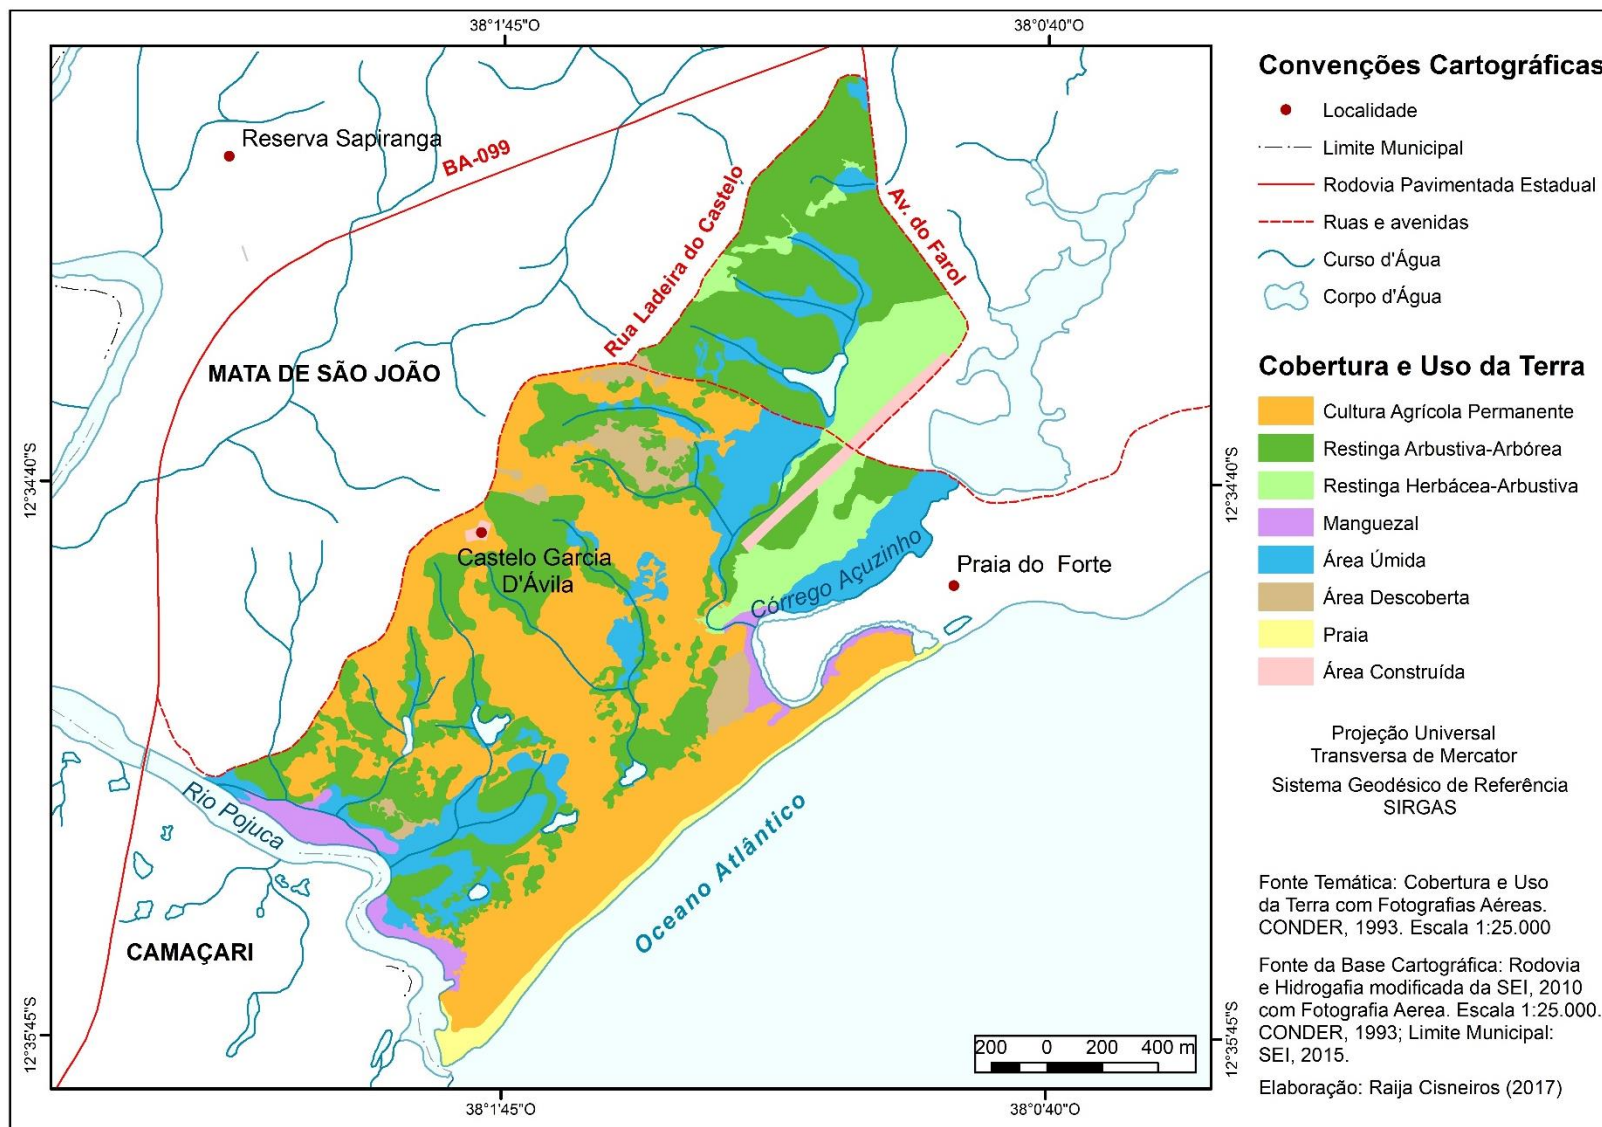 38°1'45"O
38°0'40"O
Reserva Sapiranga
BA-099
Rua Ladeira do Castelo
Av. do Farol
MATA DE SÃO JOÃO
12°34'40"S
12°34'40"S
Castelo Garcia
D'Ávila
Córrego Açuzinho
Praia do Forte
Rio Pojuca
Oceano Atlântico
CAMAÇARI
12°35'45"S
12°35'45"S
200 0 200 400 m
38°1'45"O
38°0'40"O
Convenções Cartográficas
Localidade
Limite Municipal
Rodovia Pavimentada Estadual
Ruas e avenidas
Curso d'Água
Corpo d'Água
Cobertura e Uso da Terra
Cultura Agrícola Permanente
Restinga Arbustiva-Arbórea
Restinga Herbácea-Arbustiva
Manguezal
Área Úmida
Área Descoberta
Praia
Área Construída
Projeção Universal
Transversa de Mercator
Sistema Geodésico de Referência
SIRGAS
Fonte Temática: Cobertura e Uso
da Terra com Fotografias Aéreas.
CONDER, 1993. Escala 1:25.000
Fonte da Base Cartográfica: Rodovia
e Hidrogafia modificada da SEI, 2010
com Fotografia Aerea. Escala 1:25.000.
CONDER, 1993; Limite Municipal:
SEI, 2015.
Elaboração: Raija Cisneiros (2017)